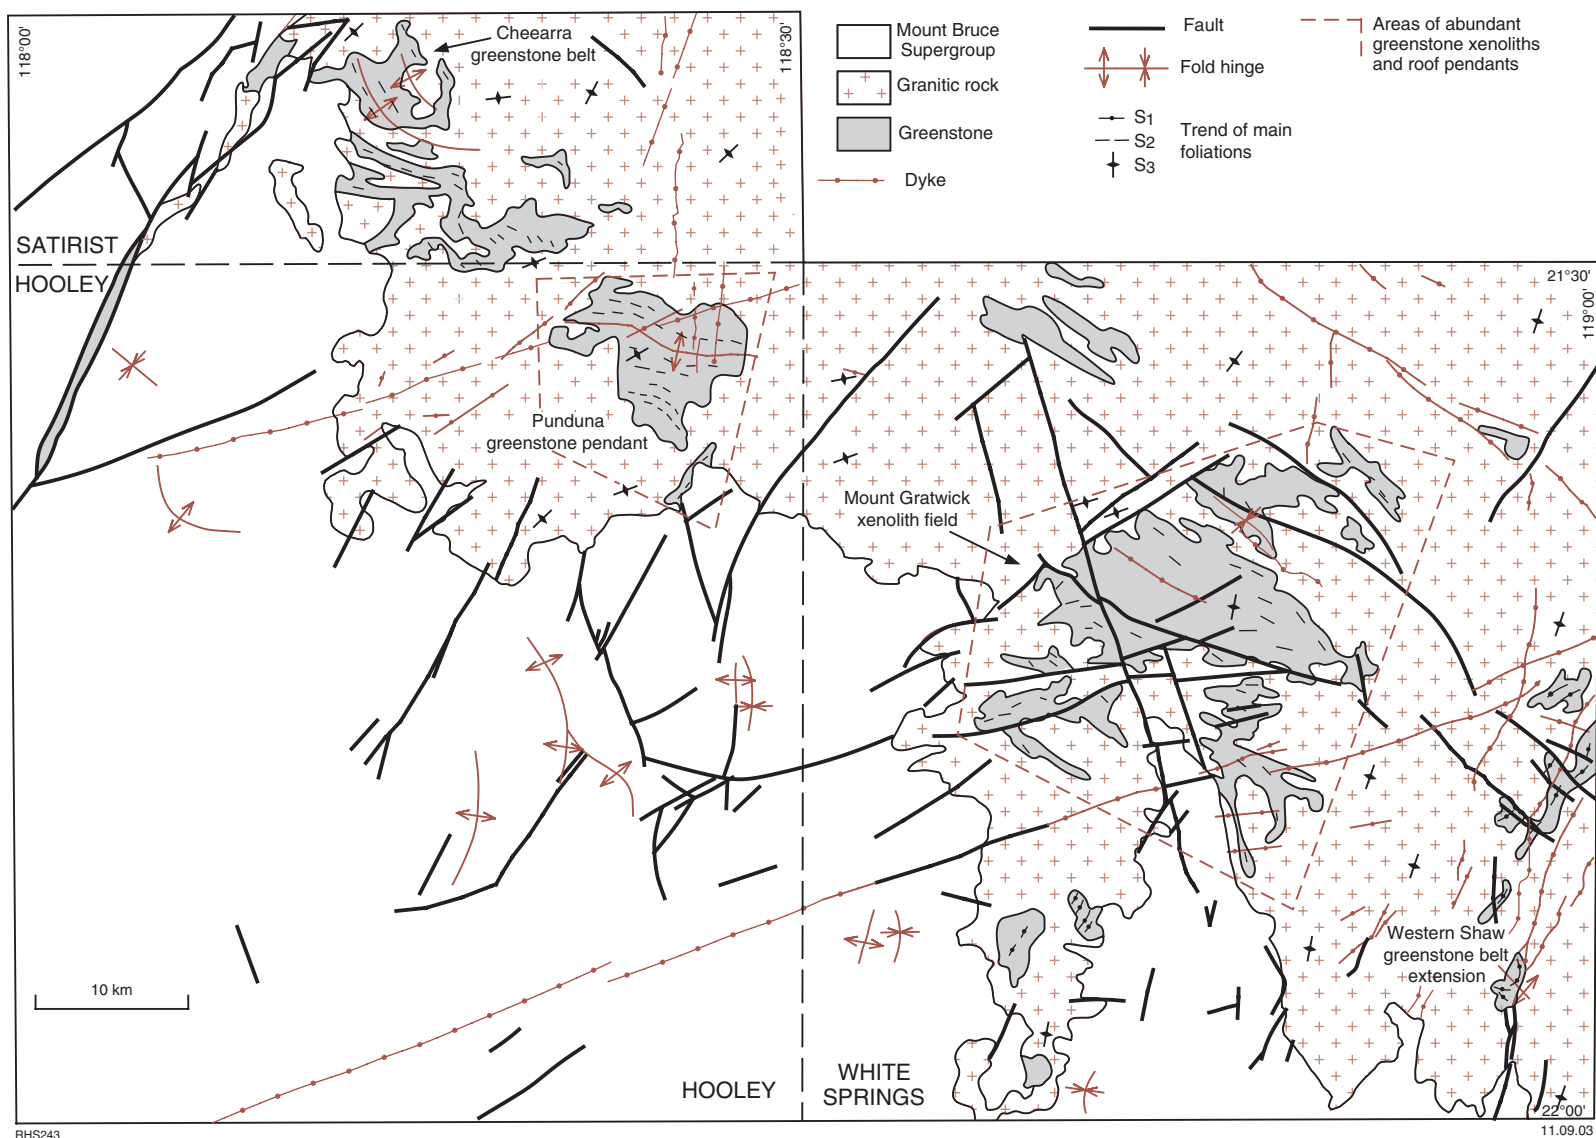 118°00'
118°30'
Cheearra
greenstone belt
Mount Bruce
Supergroup
Granitic rock
Greenstone
Dyke
Fault
Fold hinge
S1
S2
S3
Trend of main
foliations
Areas of abundant
greenstone xenoliths
and roof pendants
SATIRIST
HOOLEY
21°30'
119°00'
Punduna
greenstone pendant
Mount Gratwick
xenolith field
Western Shaw
greenstone belt
extension
10 km
HOOLEY
WHITE
SPRINGS
22°00'
RHS243
11.09.03